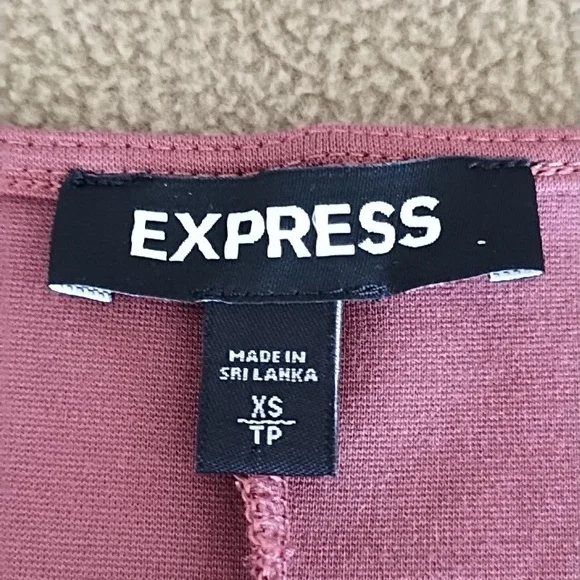 EXPRESS
MADE IN
SRI LANKA
XS
TP